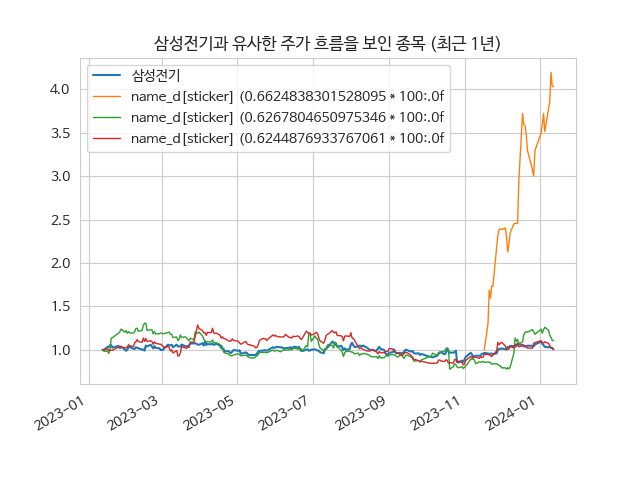 삼성전기과 유사한 주가 흐름을 보인 종목 (최근 1년)
삼성전기
name_d[sticker] (0.6624838301528095 * 100:.0f
name_d[sticker] (0.6267804650975346 * 100:.0f
name_d[sticker] (0.6244876933767061 * 100:.0f
4.0
3.5
3.0
2.5
2.0
1.5
1.0
2023-01
2023-03
2023-05
2023-07
2023-09
2023-11
2024-01